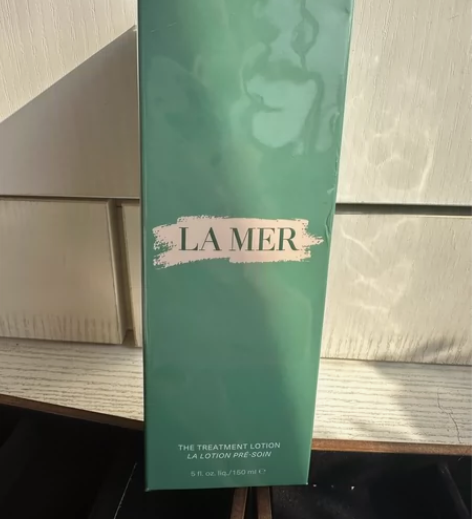 LA MER
THE TREATMENT LOTION
LA LOTION PRÉ-SOIN
5 fl. oz. liq./150 ml ℮